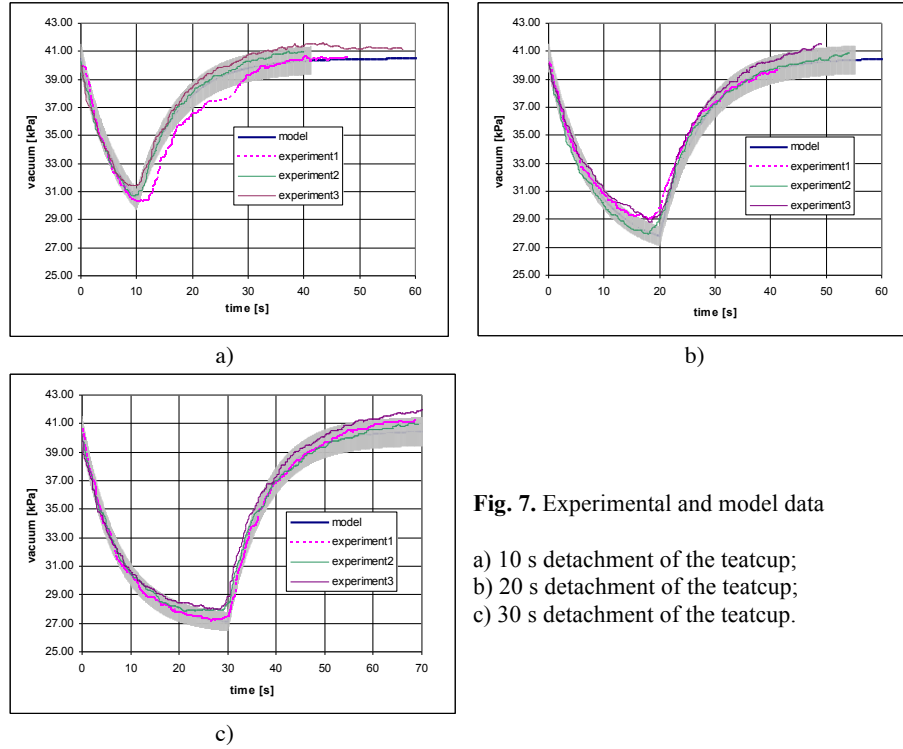 43.00
41.00
39.00
37.00
35.00
33.00
31.00
29.00
27.00
25.00
vacuum [kPa]
model
experiment1
experiment2
experiment3
0 10 20 30 40 50 60
time [s]
a)
43.00
41.00
39.00
37.00
35.00
33.00
31.00
29.00
27.00
25.00
vacuum [kPa]
model
experiment1
experiment2
experiment3
0 10 20 30 40 50 60
time [s]
b)
43.00
41.00
39.00
37.00
35.00
33.00
31.00
29.00
27.00
25.00
vacuum [kPa]
model
experiment1
experiment2
experiment3
0 10 20 30 40 50 60 70
time [s]
c)
Fig. 7. Experimental and model data
a) 10 s detachment of the teatcup;
b) 20 s detachment of the teatcup;
c) 30 s detachment of the teatcup.